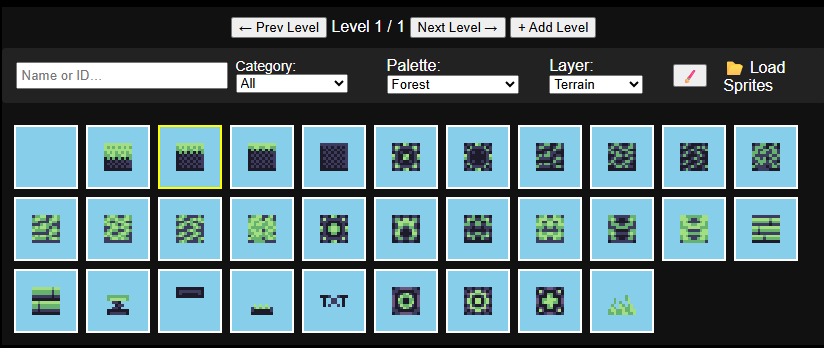 ← Prev Level Level 1 / 1 Next Level → + Add Level
Name or ID... Category: Palette: Layer: 📂 Load
All Forest Terrain Sprites
TXT